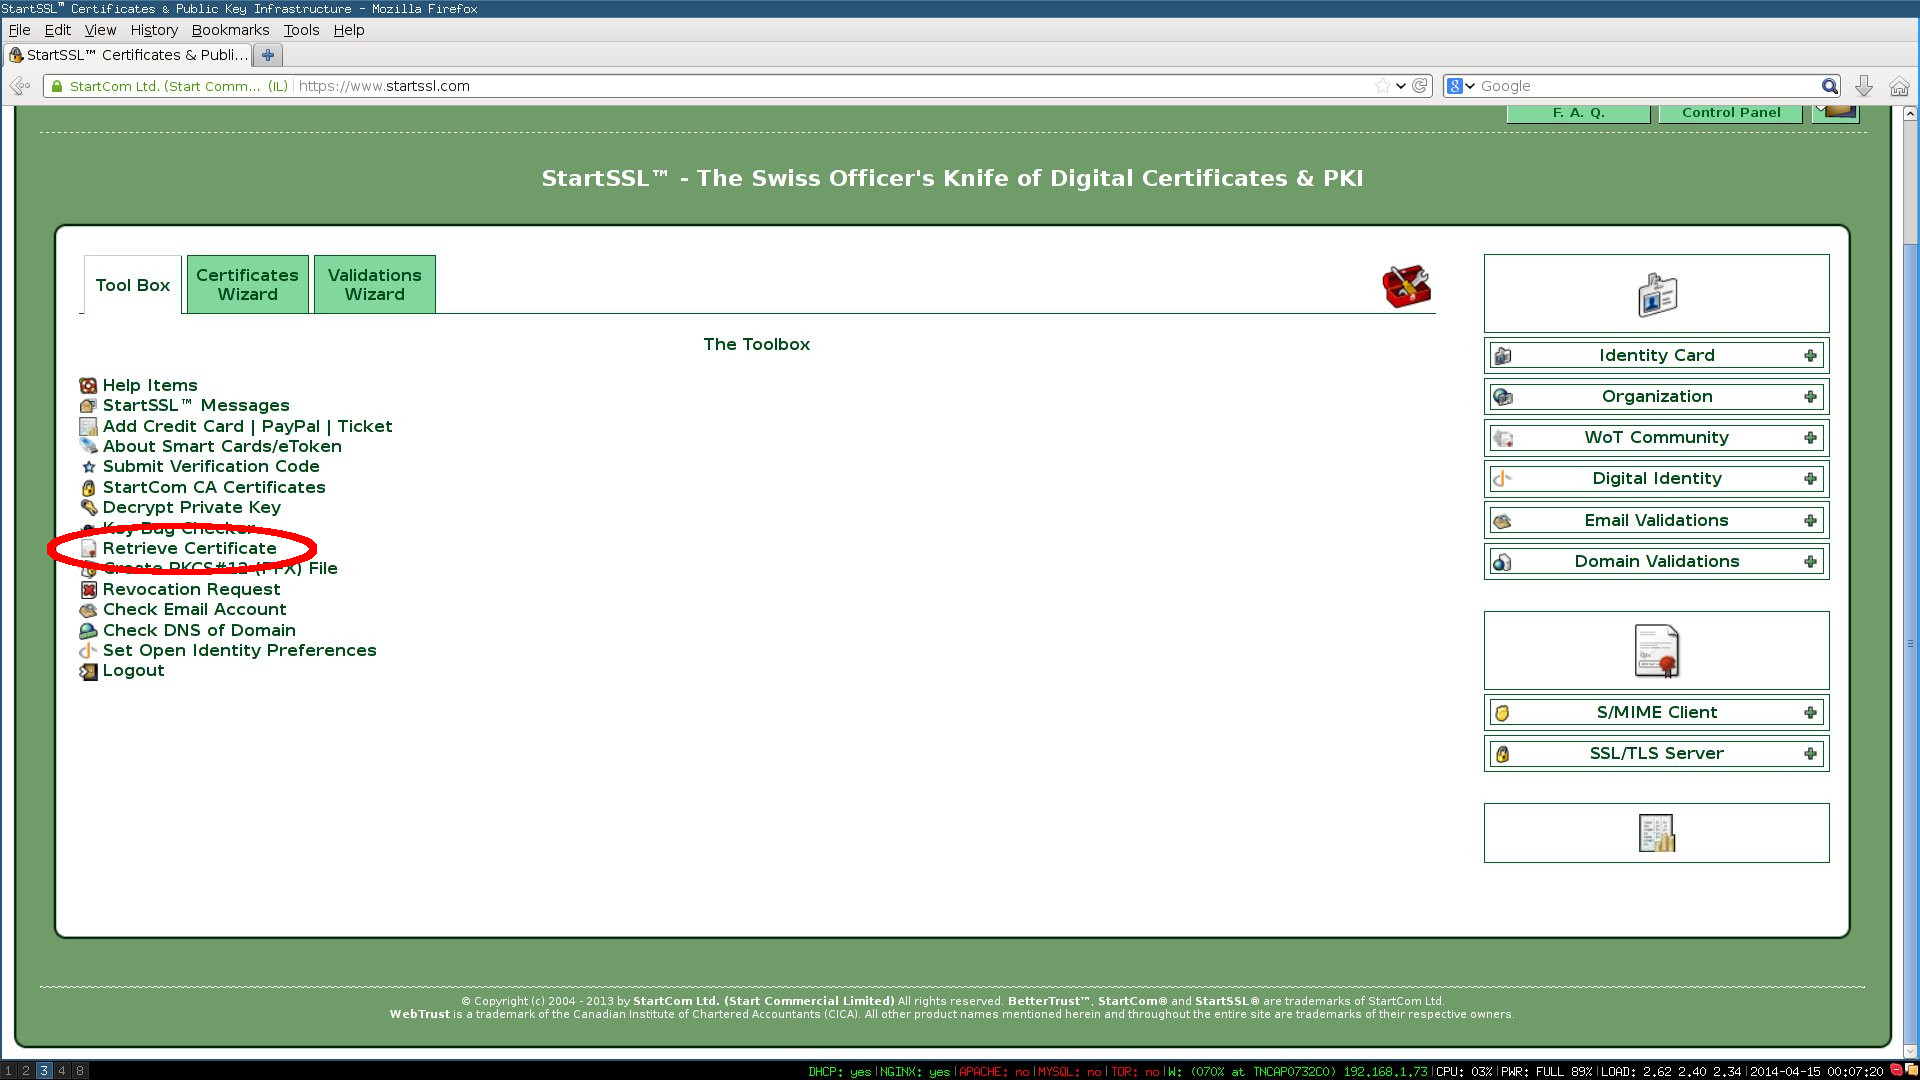 StartSSL™ Certificates & Public Key Infrastructure - Mozilla Firefox
File Edit View History Bookmarks Tools Help
StartSSL™ Certificates & Publi...
StartCom Ltd. (Start Comm... (IL) https://www.startssl.com
Google
F. A. Q. Control Panel
StartSSL™ - The Swiss Officer's Knife of Digital Certificates & PKI
Tool Box
Certificates Wizard
Validations Wizard
The Toolbox
Help Items
StartSSL™ Messages
Add Credit Card | PayPal | Ticket
About Smart Cards/eToken
Submit Verification Code
StartCom CA Certificates
Decrypt Private Key
Key Bug Checker
Retrieve Certificate
Create PKCS#12 (PFX) File
Revocation Request
Check Email Account
Check DNS of Domain
Set Open Identity Preferences
Logout
Identity Card
Organization
WoT Community
Digital Identity
Email Validations
Domain Validations
S/MIME Client
SSL/TLS Server
© Copyright (c) 2004 - 2013 by StartCom Ltd. (Start Commercial Limited) All rights reserved. BetterTrust™, StartCom® and StartSSL® are trademarks of StartCom Ltd.
WebTrust is a trademark of the Canadian Institute of Chartered Accountants (CICA). All other product names mentioned herein and throughout the entire site are trademarks of their respective owners.
1 2 3 4 8 DHCP: yes|NGINX: yes|APACHE: no|MYSQL: no|TOR: no|W: (070% at TNCAP0732C0) 192.168.1.73|CPU: 03%|PWR: FULL 89%|LOAD: 2.62 2.40 2.34|2014-04-15 00:07:20